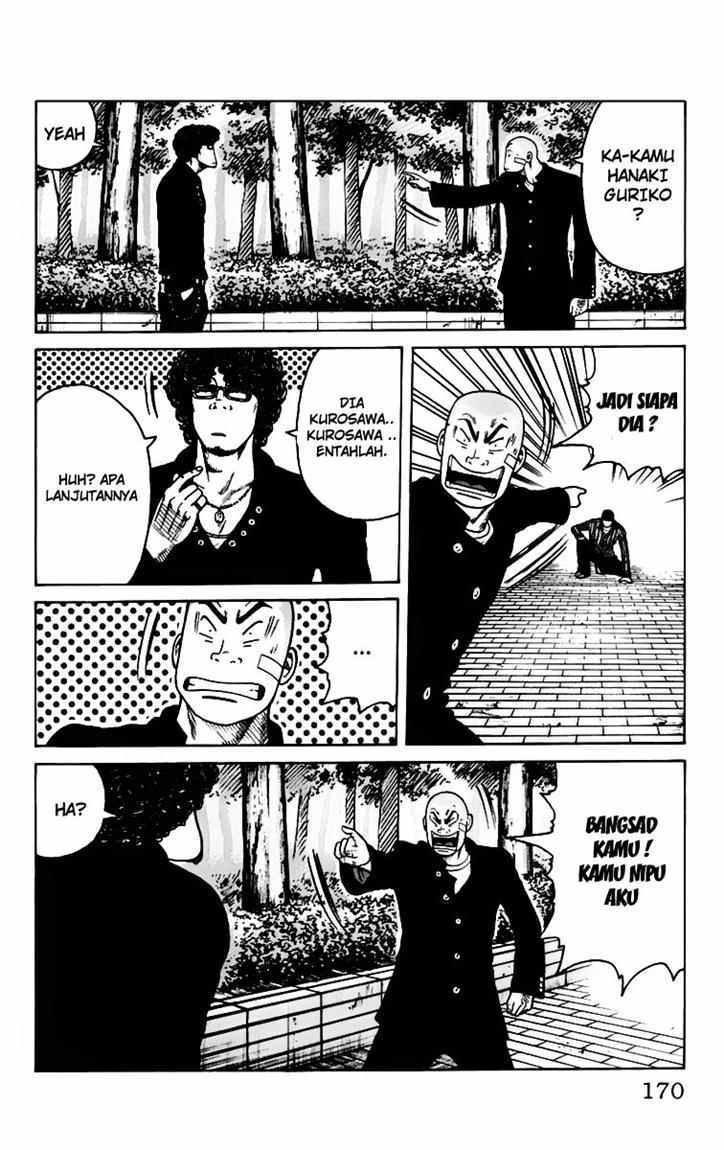 KA-KAMU
HANAKI
GURIKO
?
YEAH
JADI SIAPA
DIA ?
DIA
KUROSAWA..
KUROSAWA ..
ENTAHLAH.
HUH? APA
LANJUTANNYA
...
BANGSAD
KAMU !
KAMU NIPU
AKU
HA?
170